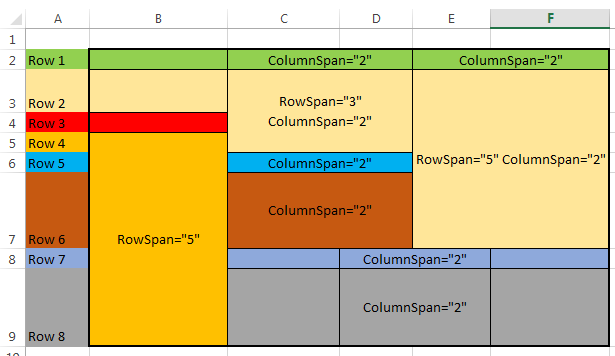 A B C D E F
1
2 Row 1 ColumnSpan="2" ColumnSpan="2"
3 Row 2 RowSpan="3"
ColumnSpan="2"
4 Row 3
5 Row 4
RowSpan="5" ColumnSpan="2"
6 Row 5 ColumnSpan="2"
ColumnSpan="2"
7 Row 6 RowSpan="5"
8 Row 7 ColumnSpan="2"
ColumnSpan="2"
9 Row 8